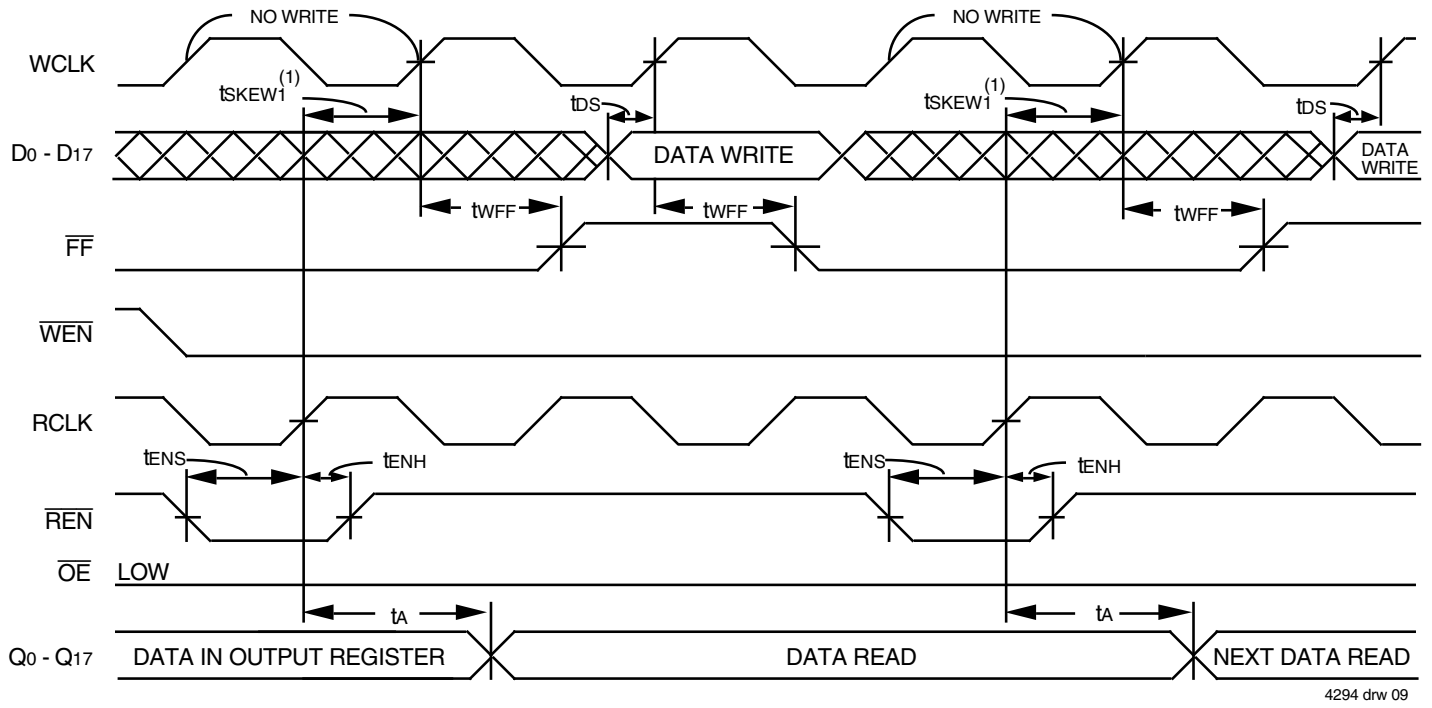 NO WRITE NO WRITE
WCLK
tSKEW1(1) tDS tSKEW1(1) tDS
D0 - D17 DATA WRITE DATA WRITE
tWFF tWFF tWFF
FF
WEN
RCLK
tENS tENH tENS tENH
REN
OE LOW
tA tA
Q0 - Q17 DATA IN OUTPUT REGISTER DATA READ NEXT DATA READ
4294 drw 09